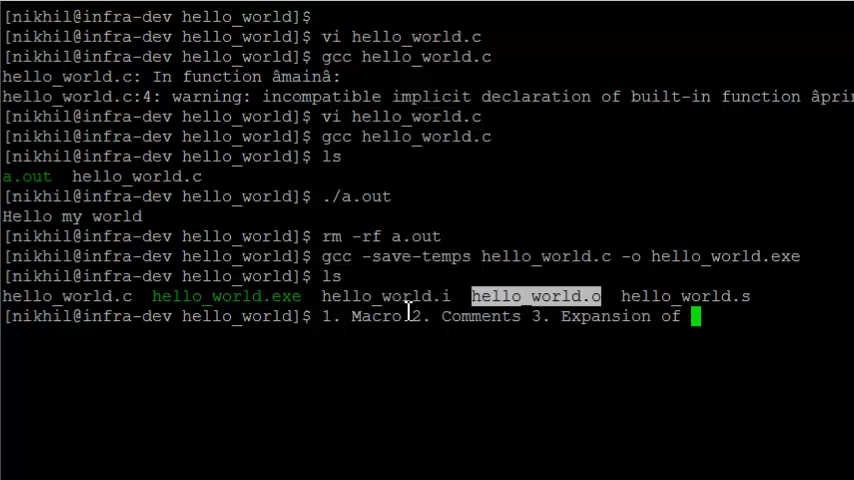 [nikhil@infra-dev hello_world]$
[nikhil@infra-dev hello_world]$ vi hello_world.c
[nikhil@infra-dev hello_world]$ gcc hello_world.c
hello_world.c: In function âmainâ:
hello_world.c:4: warning: incompatible implicit declaration of built-in function âprin
[nikhil@infra-dev hello_world]$ vi hello_world.c
[nikhil@infra-dev hello_world]$ gcc hello_world.c
[nikhil@infra-dev hello_world]$ ls
a.out  hello_world.c
[nikhil@infra-dev hello_world]$ ./a.out
Hello my world
[nikhil@infra-dev hello_world]$ rm -rf a.out
[nikhil@infra-dev hello_world]$ gcc -save-temps hello_world.c -o hello_world.exe
[nikhil@infra-dev hello_world]$ ls
hello_world.c  hello_world.exe  hello_world.i  hello_world.o  hello_world.s
[nikhil@infra-dev hello_world]$ 1. Macro 2. Comments 3. Expansion of